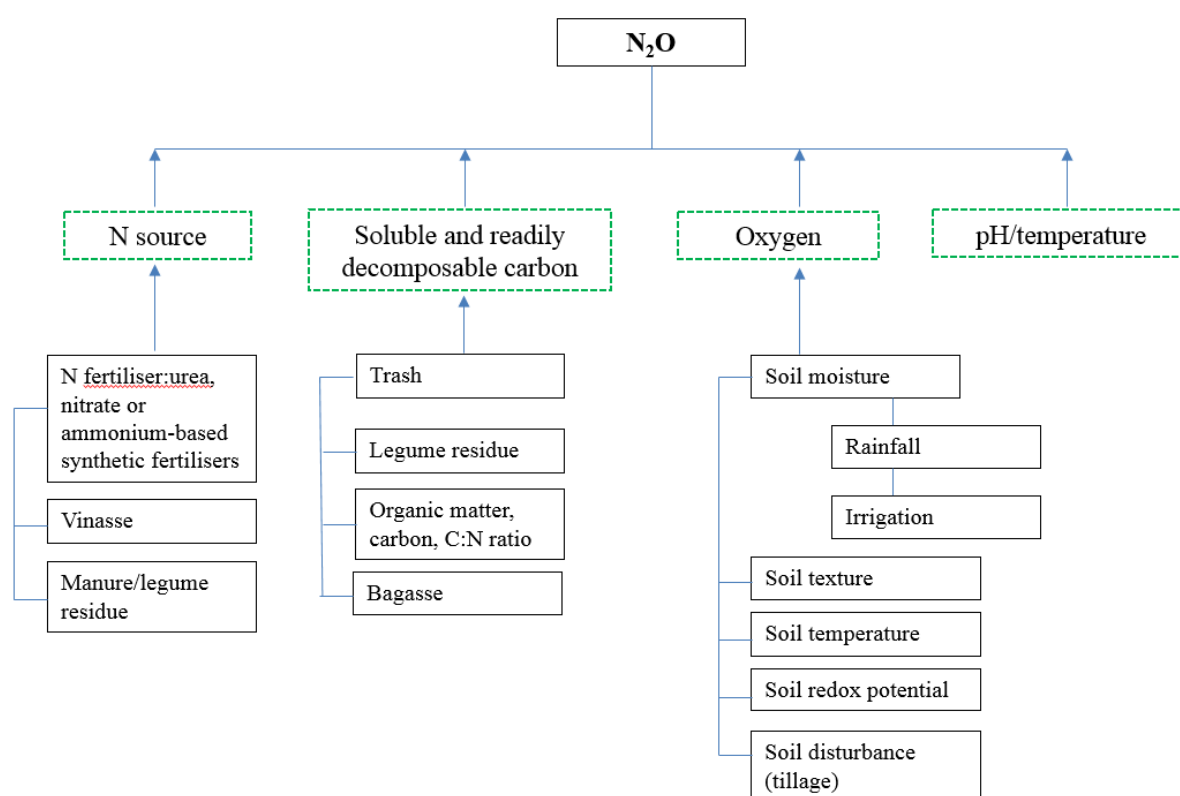 N₂O
N source
Soluble and readily
decomposable carbon
Oxygen
pH/temperature
N fertiliser:urea,
nitrate or
ammonium-based
synthetic fertilisers
Vinasse
Manure/legume
residue
Trash
Legume residue
Organic matter,
carbon, C:N ratio
Bagasse
Soil moisture
Rainfall
Irrigation
Soil texture
Soil temperature
Soil redox potential
Soil disturbance
(tillage)